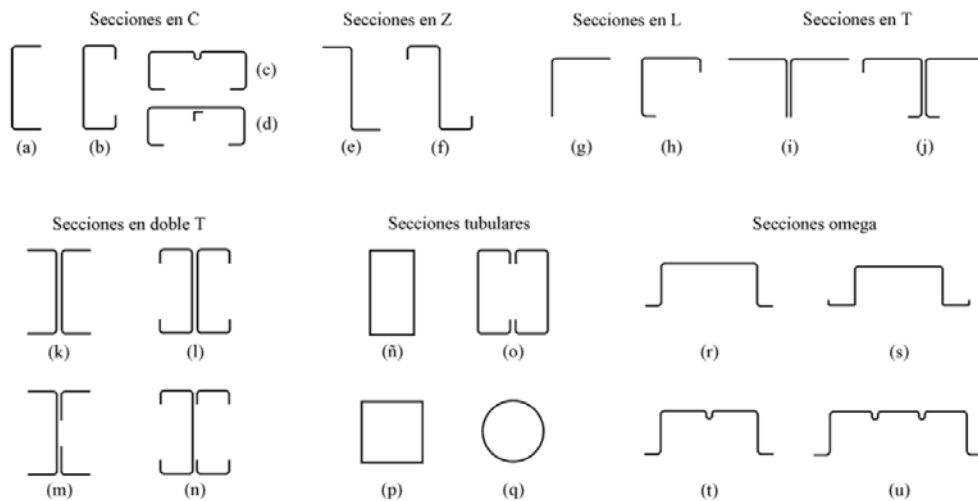 Secciones en C
Secciones en Z
Secciones en L
Secciones en T
(a)
(b)
(c)
(d)
(e)
(f)
(g)
(h)
(i)
(j)
Secciones en doble T
Secciones tubulares
Secciones omega
(k)
(l)
(ñ)
(o)
(r)
(s)
(m)
(n)
(p)
(q)
(t)
(u)